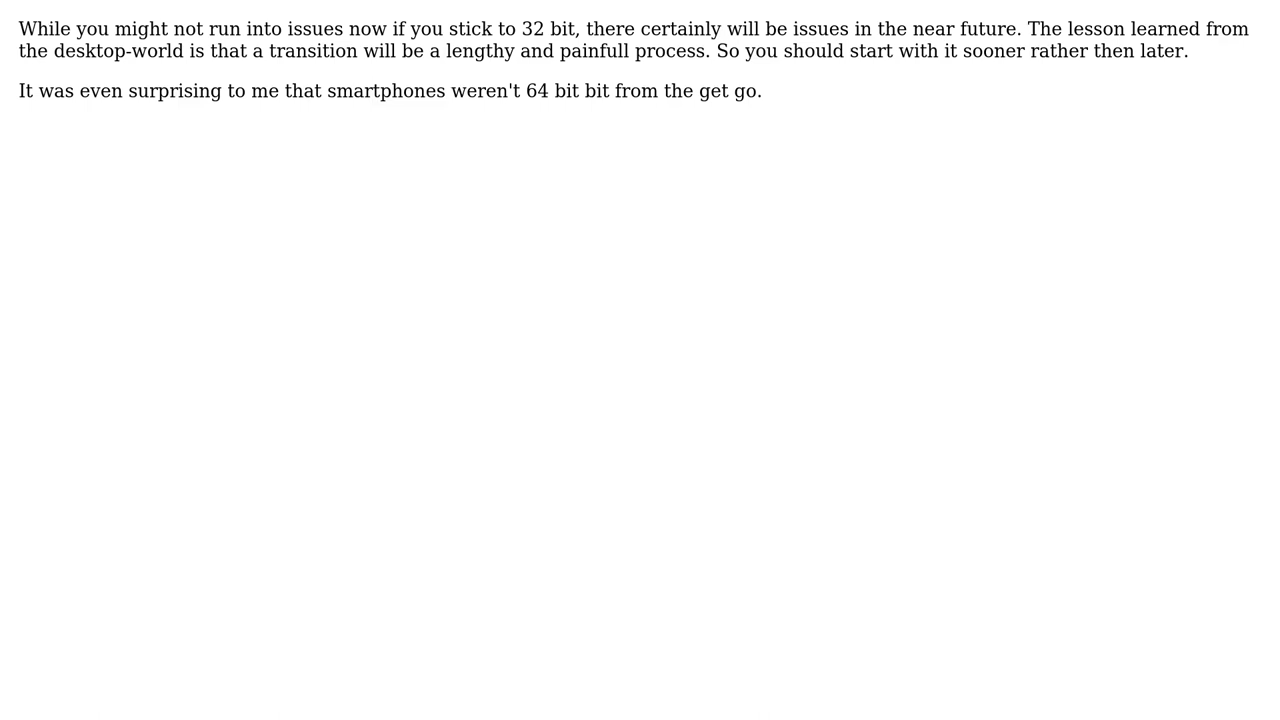 While you might not run into issues now if you stick to 32 bit, there certainly will be issues in the near future. The lesson learned from
the desktop-world is that a transition will be a lengthy and painfull process. So you should start with it sooner rather then later.
It was even surprising to me that smartphones weren't 64 bit bit from the get go.